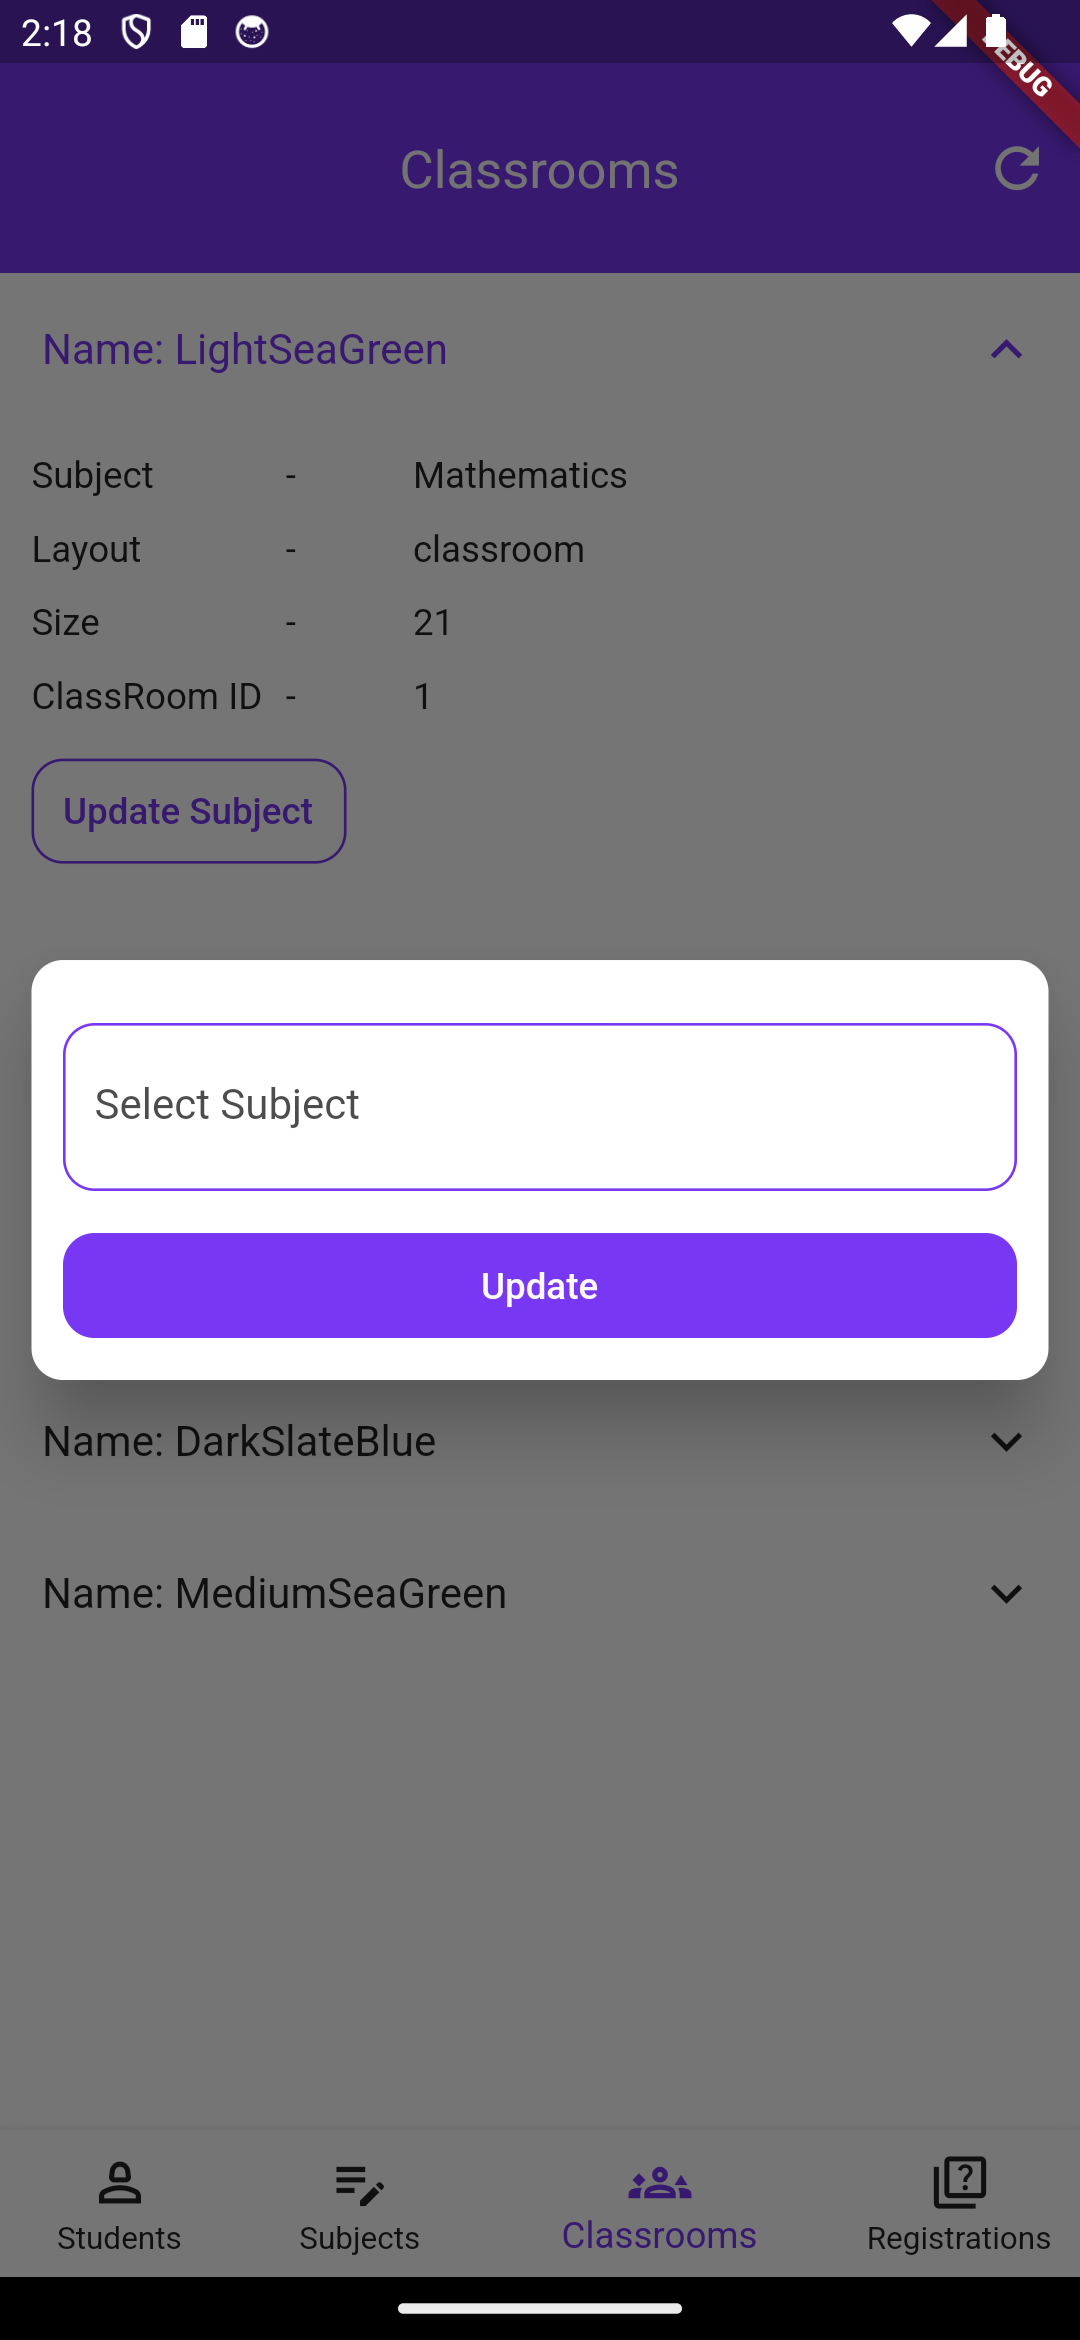 2:18
DEBUG
Classrooms
Name: LightSeaGreen
Subject - Mathematics
Layout - classroom
Size - 21
ClassRoom ID - 1
Update Subject
Select Subject
Update
Name: DarkSlateBlue
Name: MediumSeaGreen
Students Subjects Classrooms Registrations